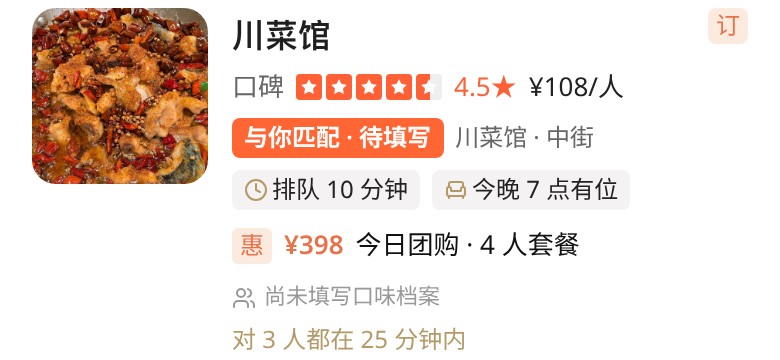 川菜馆
订
口碑 4.5★ ¥108/人
与你匹配 · 待填写 川菜馆 · 中街
排队 10 分钟 今晚 7 点有位
惠 ¥398 今日团购 · 4 人套餐
尚未填写口味档案
对 3 人都在 25 分钟内